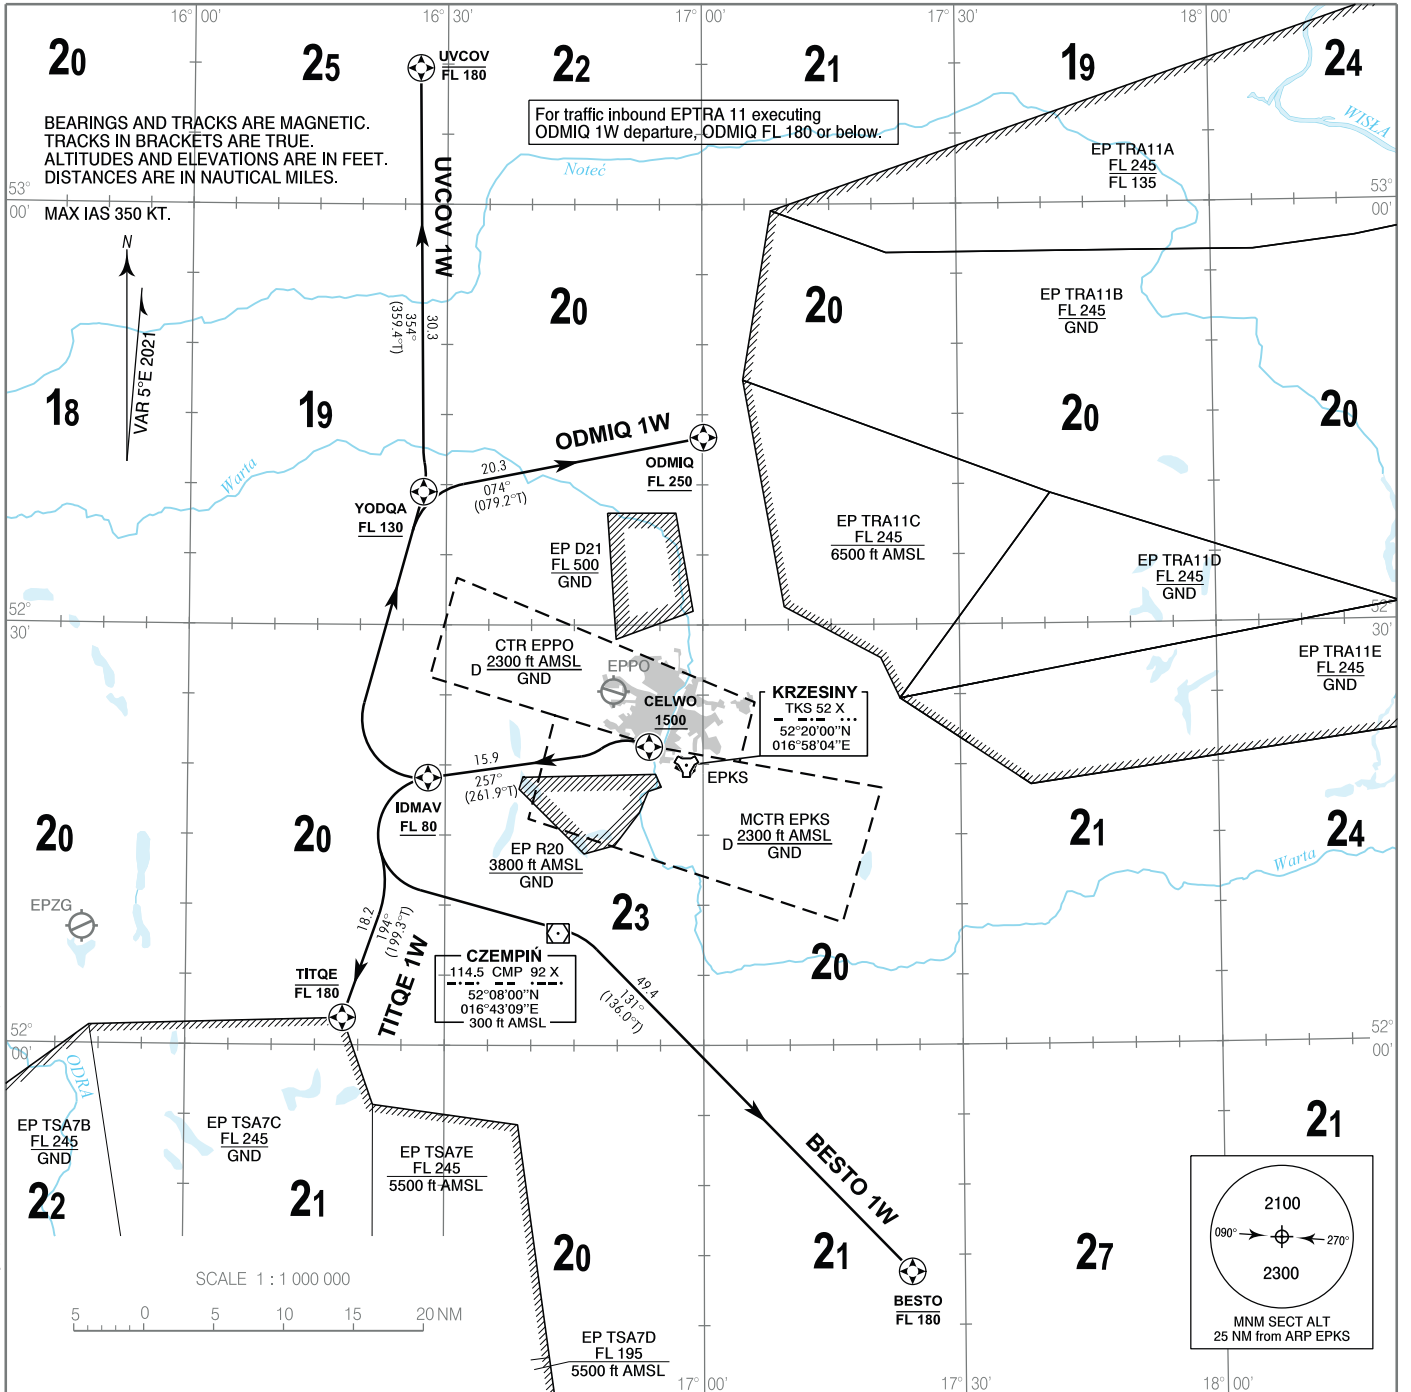 16° 00'
16° 30'
17° 00'
17° 30'
18° 00'
20
25
22
21
19
24
UVCOV
FL 180
BEARINGS AND TRACKS ARE MAGNETIC.
TRACKS IN BRACKETS ARE TRUE.
ALTITUDES AND ELEVATIONS ARE IN FEET.
DISTANCES ARE IN NAUTICAL MILES.
MAX IAS 350 KT.
For traffic inbound EPTRA 11 executing
ODMIQ 1W departure, ODMIQ FL 180 or below.
WISŁA
Noteć
EP TRA11A
FL 245
FL 135
53°
00'
53°
00'
UVCOV 1W
N
VAR 5°E 2021
30.3
354°
(359.4°T)
20
20
EP TRA11B
FL 245
GND
18
19
20
20
ODMIQ 1W
Warta
20.3
074°
(079.2°T)
ODMIQ
FL 250
YODQA
FL 130
EP D21
FL 500
GND
EP TRA11C
FL 245
6500 ft AMSL
EP TRA11D
FL 245
GND
52°
30'
52°
30'
CTR EPPO
2300 ft AMSL
GND
D
EPPO
EP TRA11E
FL 245
GND
CELWO
1500
KRZESINY
TKS 52 X
52°20'00''N
016°58'04''E
EPKS
15.9
257°
(261.9°T)
IDMAV
FL 80
20
20
EP R20
3800 ft AMSL
GND
MCTR EPKS
2300 ft AMSL
GND
D
21
24
Warta
EPZG
23
20
18.2
194°
(199.3°T)
TITQE 1W
TITQE
FL 180
CZEMPIŃ
114.5 CMP 92 X
52°08'00''N
016°43'09''E
300 ft AMSL
49.4
131°
(136.0°T)
52°
00'
52°
00'
ODRA
EP TSA7B
FL 245
GND
EP TSA7C
FL 245
GND
EP TSA7E
FL 245
5500 ft AMSL
BESTO 1W
21
22
21
20
21
27
2100
090°
270°
2300
MNM SECT ALT
25 NM from ARP EPKS
SCALE 1 : 1 000 000
5 0 5 10 15 20 NM
BESTO
FL 180
EP TSA7D
FL 195
5500 ft AMSL
17° 00'
17° 30'
18° 00'